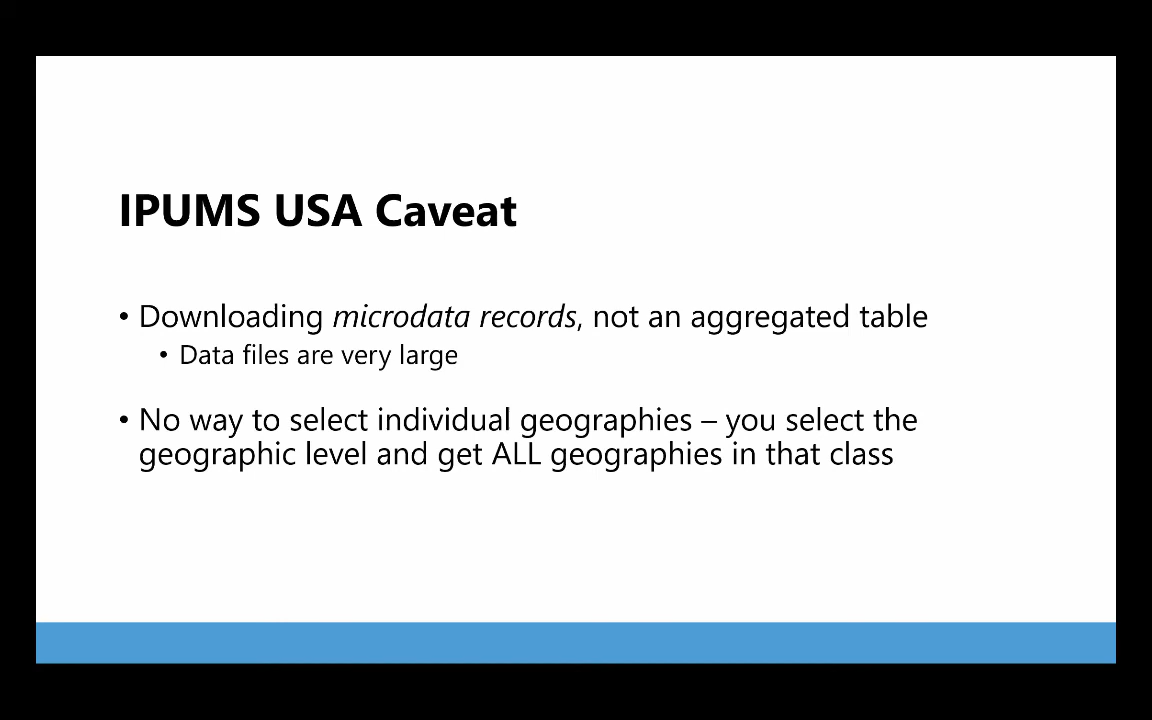 IPUMS USA Caveat
• Downloading microdata records, not an aggregated table
• Data files are very large
• No way to select individual geographies – you select the
geographic level and get ALL geographies in that class